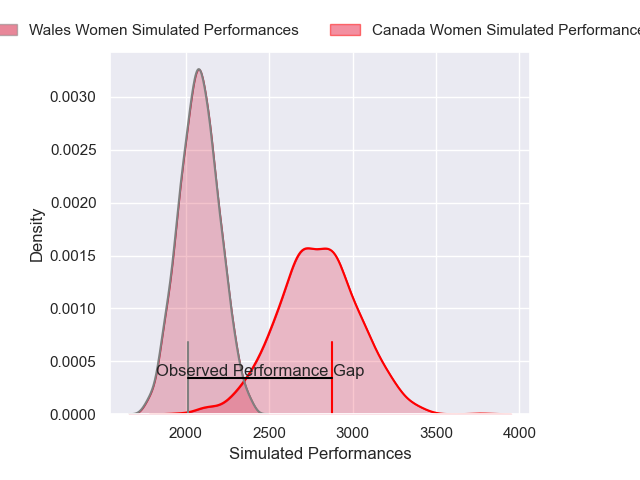 Wales Women Simulated Performances
Canada Women Simulated Performance
0.0030
0.0025
0.0020
0.0015
0.0010
0.0005
0.0000
Density
Observed Performance Gap
2000
2500
3000
3500
4000
Simulated Performances